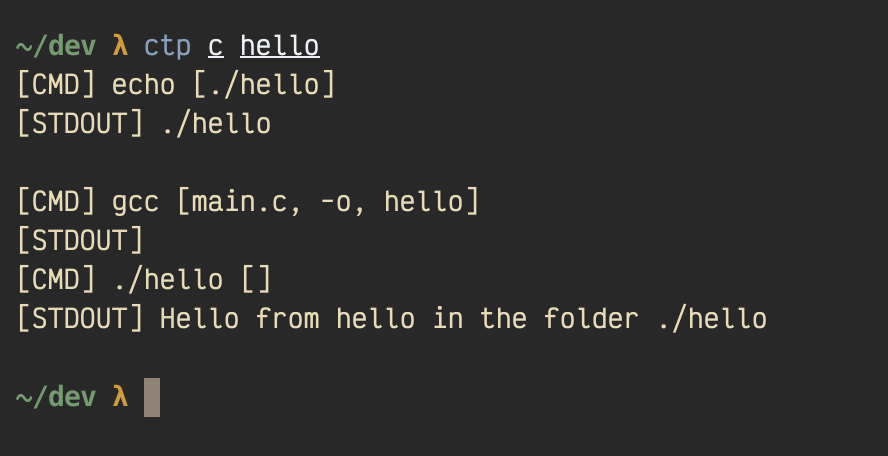 ~/dev λ ctp c hello
[CMD] echo [./hello]
[STDOUT] ./hello
[CMD] gcc [main.c, -o, hello]
[STDOUT]
[CMD] ./hello []
[STDOUT] Hello from hello in the folder ./hello
~/dev λ